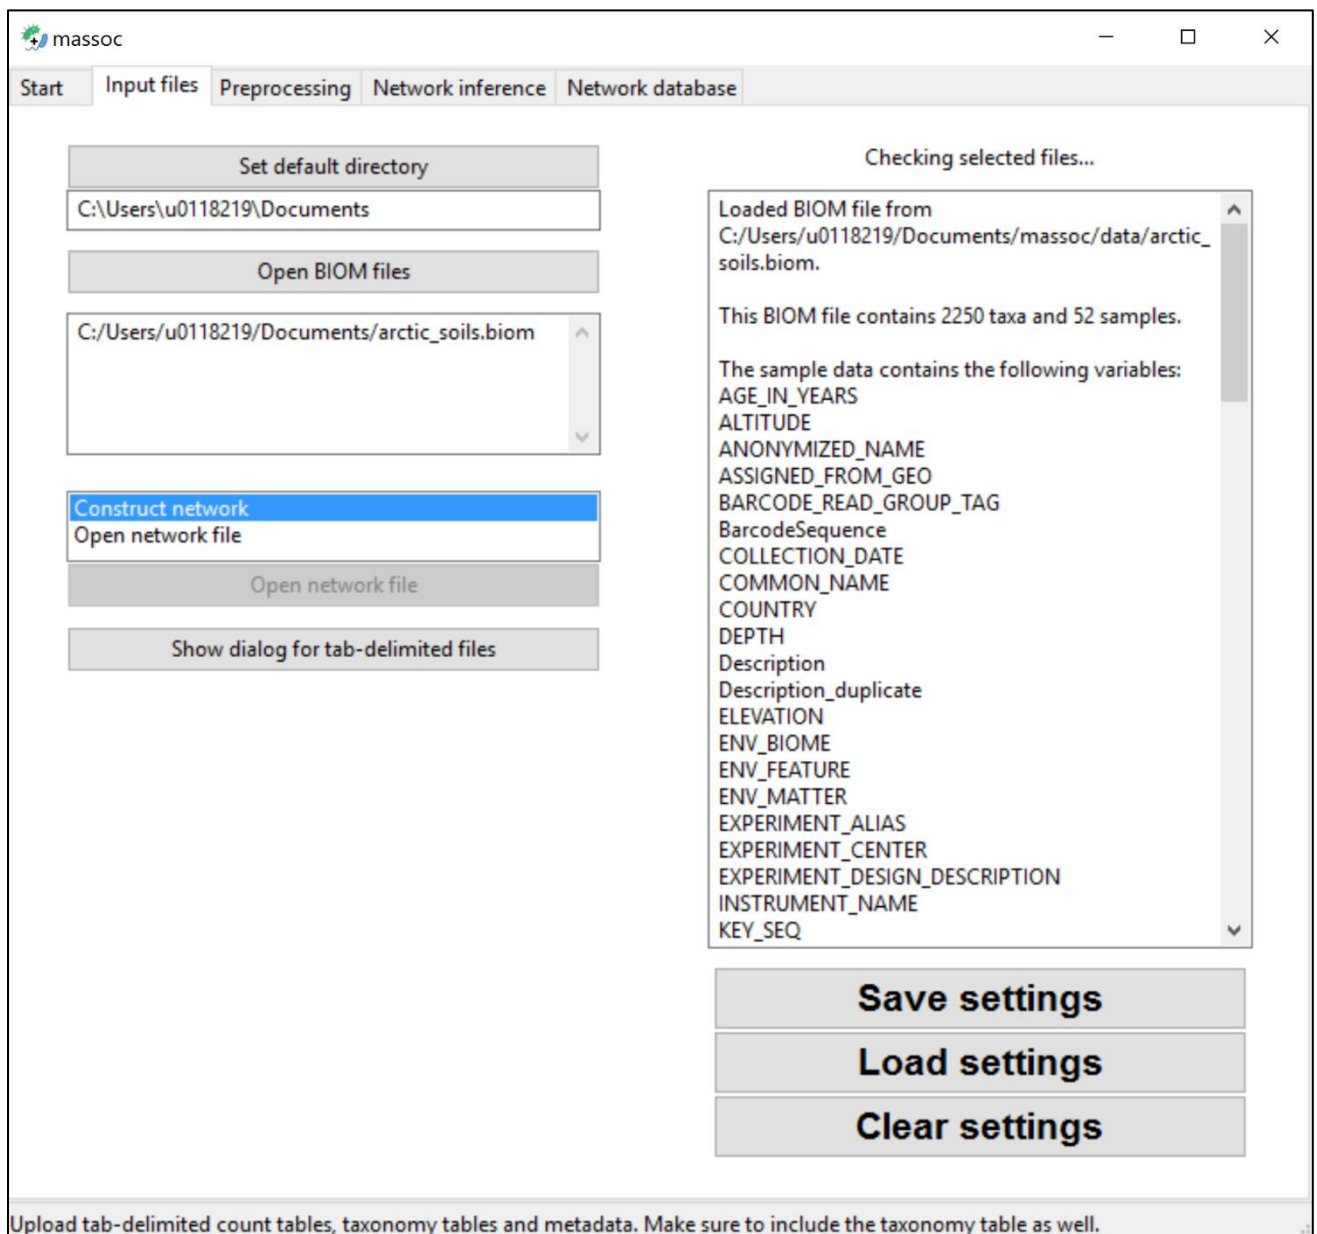 massoc
Start Input files Preprocessing Network inference Network database
Set default directory
C:\Users\u0118219\Documents
Open BIOM files
C:/Users/u0118219/Documents/arctic_soils.biom
Construct network
Open network file
Open network file
Show dialog for tab-delimited files
Checking selected files...
Loaded BIOM file from
C:/Users/u0118219/Documents/massoc/data/arctic_
soils.biom.
This BIOM file contains 2250 taxa and 52 samples.
The sample data contains the following variables:
AGE_IN_YEARS
ALTITUDE
ANONYMIZED_NAME
ASSIGNED_FROM_GEO
BARCODE_READ_GROUP_TAG
BarcodeSequence
COLLECTION_DATE
COMMON_NAME
COUNTRY
DEPTH
Description
Description_duplicate
ELEVATION
ENV_BIOME
ENV_FEATURE
ENV_MATTER
EXPERIMENT_ALIAS
EXPERIMENT_CENTER
EXPERIMENT_DESIGN_DESCRIPTION
INSTRUMENT_NAME
KEY_SEQ
Save settings
Load settings
Clear settings
Upload tab-delimited count tables, taxonomy tables and metadata. Make sure to include the taxonomy table as well.